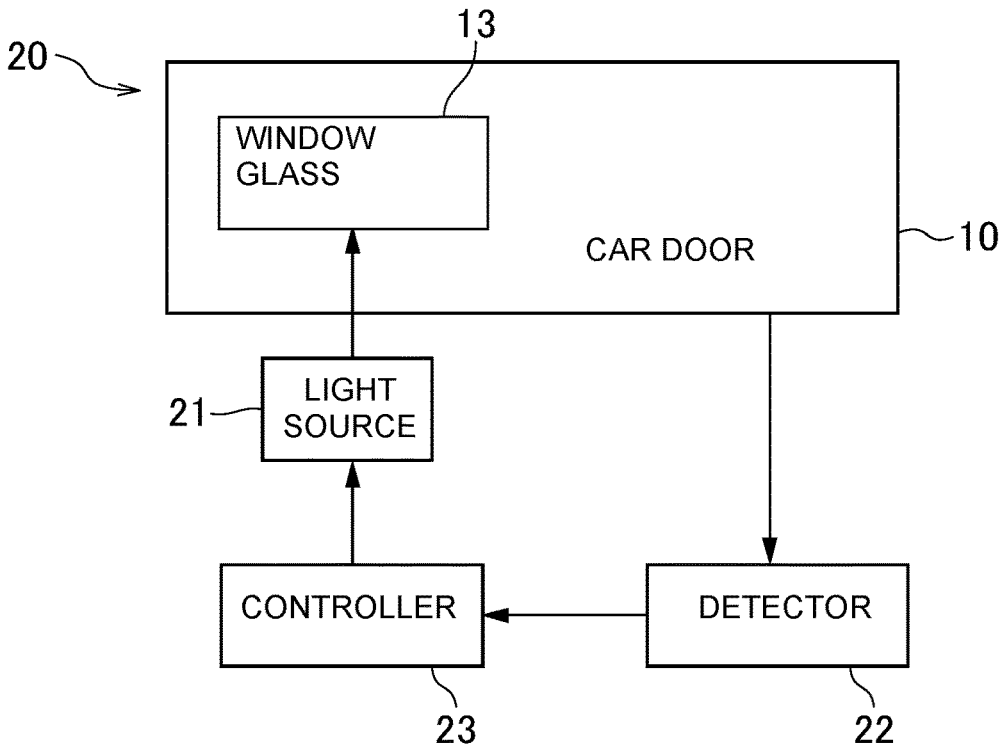 13
20
WINDOW
GLASS
CAR DOOR
10
LIGHT
SOURCE
21
CONTROLLER
DETECTOR
23
22